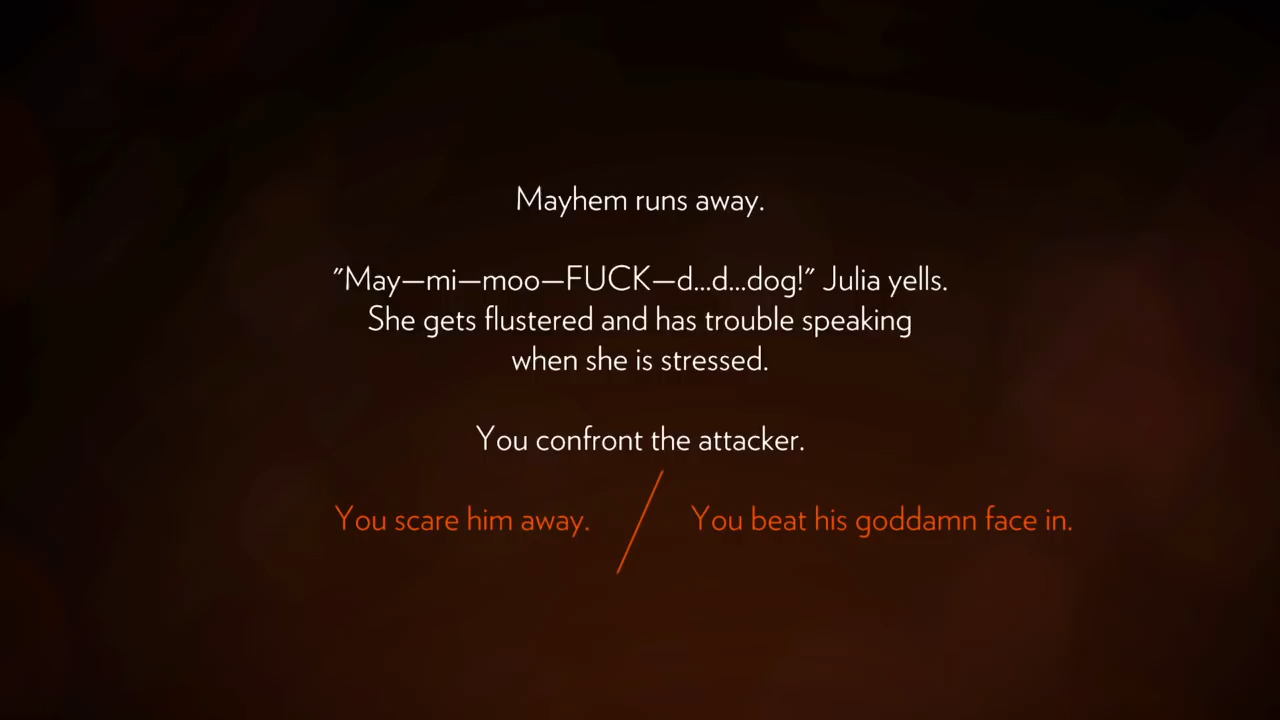 Mayhem runs away.
"May—mi—moo—FUCK—d...d...dog!" Julia yells.
She gets flustered and has trouble speaking
when she is stressed.
You confront the attacker.
You scare him away. / You beat his goddamn face in.